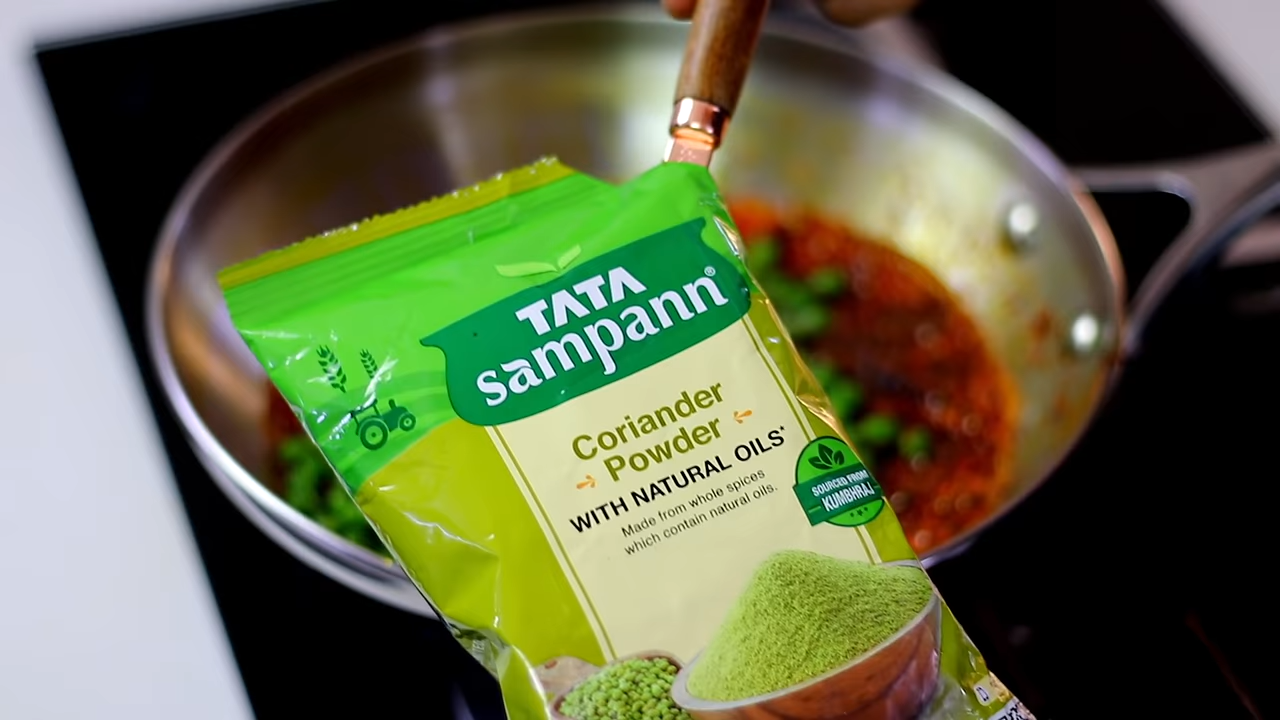 TATA
sampann®
Coriander
Powder
WITH NATURAL OILS*
Made from whole spices
which contain natural oils.
SOURCED FROM
KUMBHRAJ